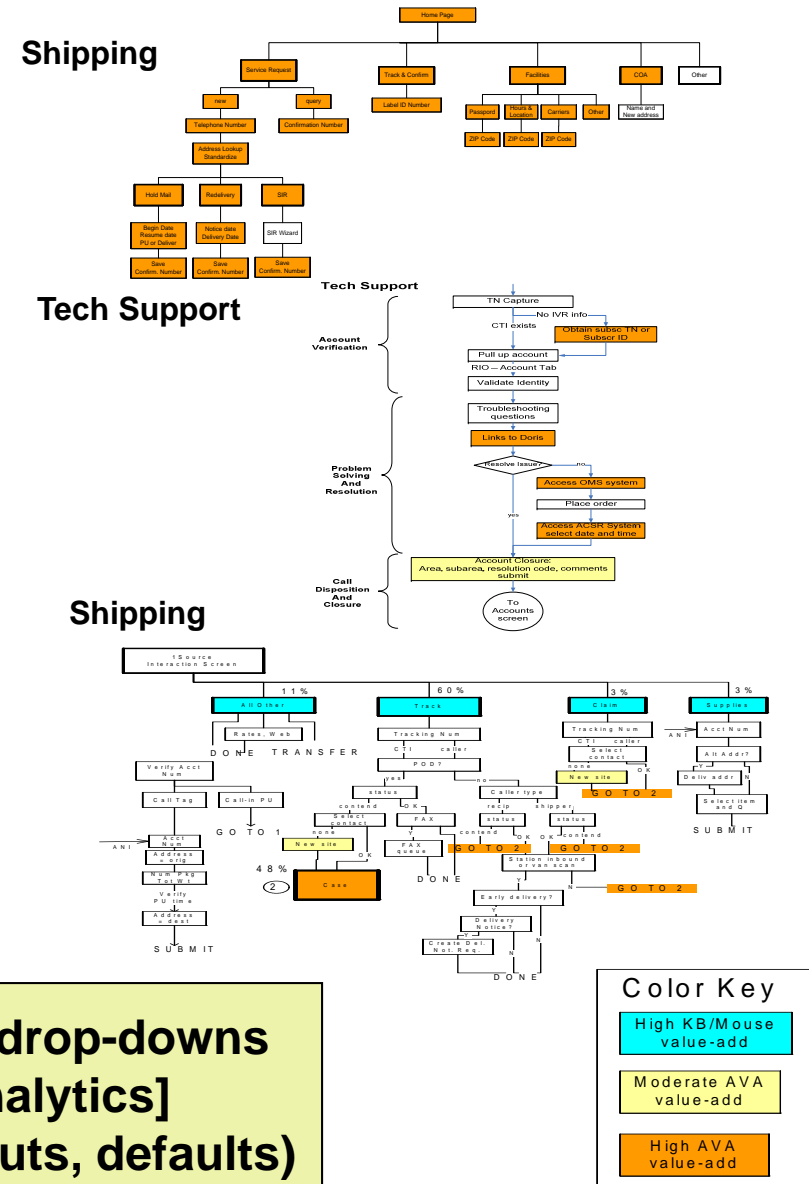 Shipping
Home Page
Service Request
Track & Confirm
Facilities
COA
Other
new
query
Label ID Number
Passpord
Hours &
Location
Carriers
Other
Name and
New address
Telephone Number
Confirmation Number
ZIP Code
ZIP Code
ZIP Code
Address Lookup
Standardize
Hold Mail
Redelivery
SIR
Begin Date
Resume date
PU or Deliver
Notice date
Delivery Date
SIR Wizard
Save
Confirm. Number
Save
Confirm. Number
Save
Confirm. Number
Tech Support
Tech Support
TN Capture
No IVR info
CTI exists
Obtain subsc TN or
Subscr ID
Account
Verification
Pull up account
RIO – Account Tab
Validate Identity
Troubleshooting
questions
Links to Doris
Problem
Solving
And
Resolution
Resolve Issue?
no
Access OMS system
Place order
yes
Access ACSR System
select date and time
Account Closure:
Area, subarea, resolution code, comments
submit
Call
Disposition
And
Closure
To
Accounts
screen
Shipping
1Source
Interaction Screen
11%
60%
3%
3%
All Other
Track
Claim
Supplies
Rates, Web
DONE TRANSFER
Tracking Num
CTI caller
POD?
yes
no
Tracking Num
CTI caller
Select
contact
none
OK
New site
GO TO 2
ANI
Acct Num
Alt Addr?
Y
N
Deliv addr
Select item
and Q
SUBMIT
Verify Acct
Num
Call Tag
Call-in PU
GO TO 1
ANI
Acct
Num
Address
= orig
Num Pkg
Tot Wt
Verify
PU time
Address
= dest
SUBMIT
status
contend
OK
Select
contact
none
OK
New site
48%
2
Case
FAX
Y
FAX
queue
DONE
Caller type
recip
shipper
status
status
contend
OK
OK
contend
GO TO 2
GO TO 2
Station inbound
or van scan
Y
N
GO TO 2
Early delivery?
Y
N
Delivery
Notice?
Y
N
Create Del.
Not. Req.
DONE
drop-downs
nalytics]
uts, defaults)
Color Key
High KB/Mouse
value-add
Moderate AVA
value-add
High AVA
value-add